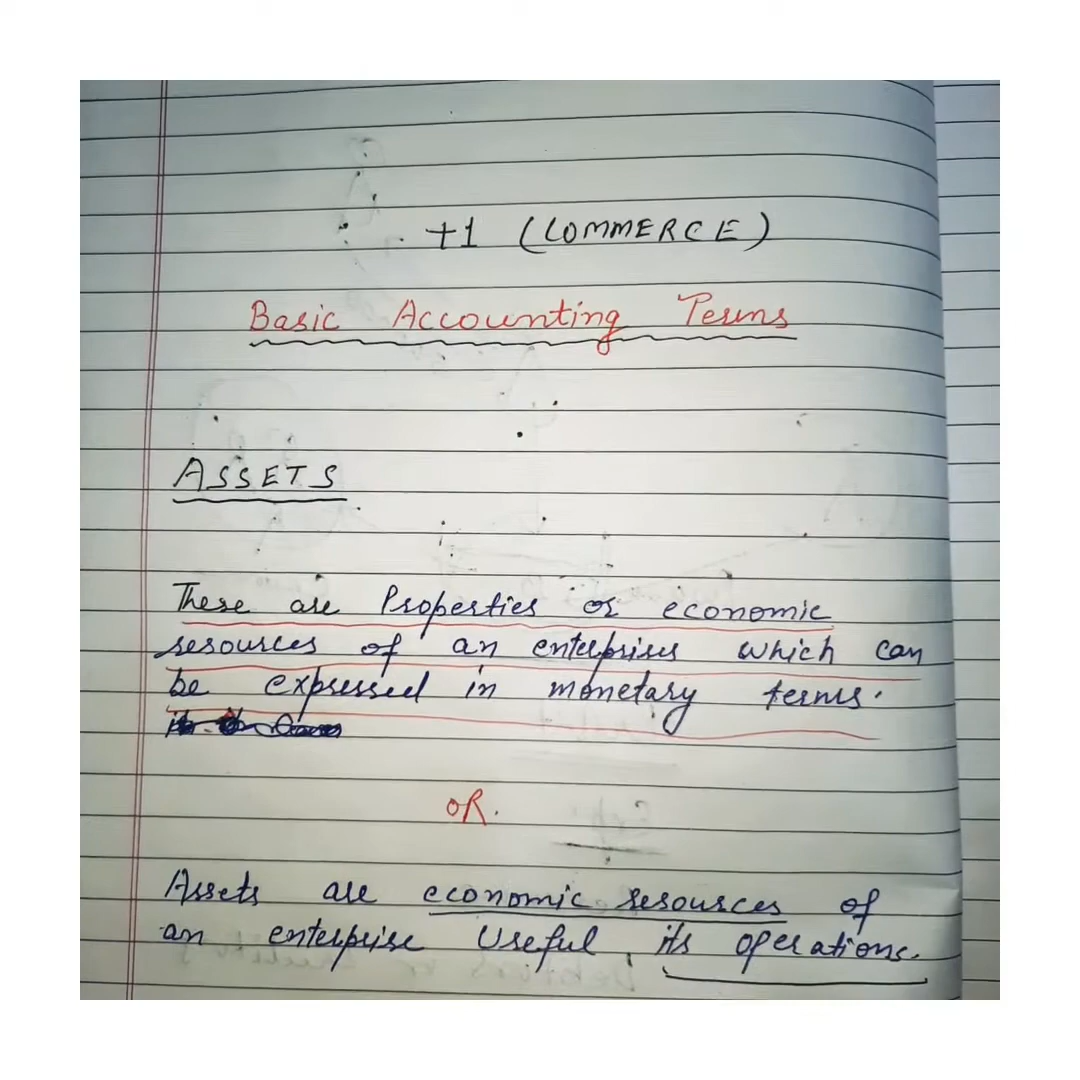 +1 (COMMERCE)
Basic Accounting Terms
ASSETS
These are Properties or economic
resources of an enterprises which can
be expressed in monetary terms.
OR.
Assets are economic resources of
an enterprise Useful its operations.